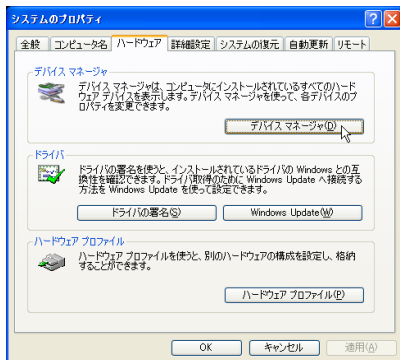 システムのプロパティ
全般 コンピュータ名 ハードウェア 詳細設定 システムの復元 自動更新 リモート
デバイス マネージャ
デバイス マネージャは、コンピュータにインストールされているすべてのハード
ウェア デバイスを表示します。デバイス マネージャを使って、各デバイスのプ
ロパティを変更できます。
デバイス マネージャ(D)
ドライバ
ドライバの署名を使うと、インストールされているドライバの Windows との互
換性を確認できます。ドライバ取得のために Windows Update へ接続する
方法を Windows Update を使って設定できます。
ドライバの署名(S) Windows Update(W)
ハードウェア プロファイル
ハードウェア プロファイルを使うと、別のハードウェアの構成を設定し、格納
することができます。
ハードウェア プロファイル(P)
OK キャンセル 適用(A)